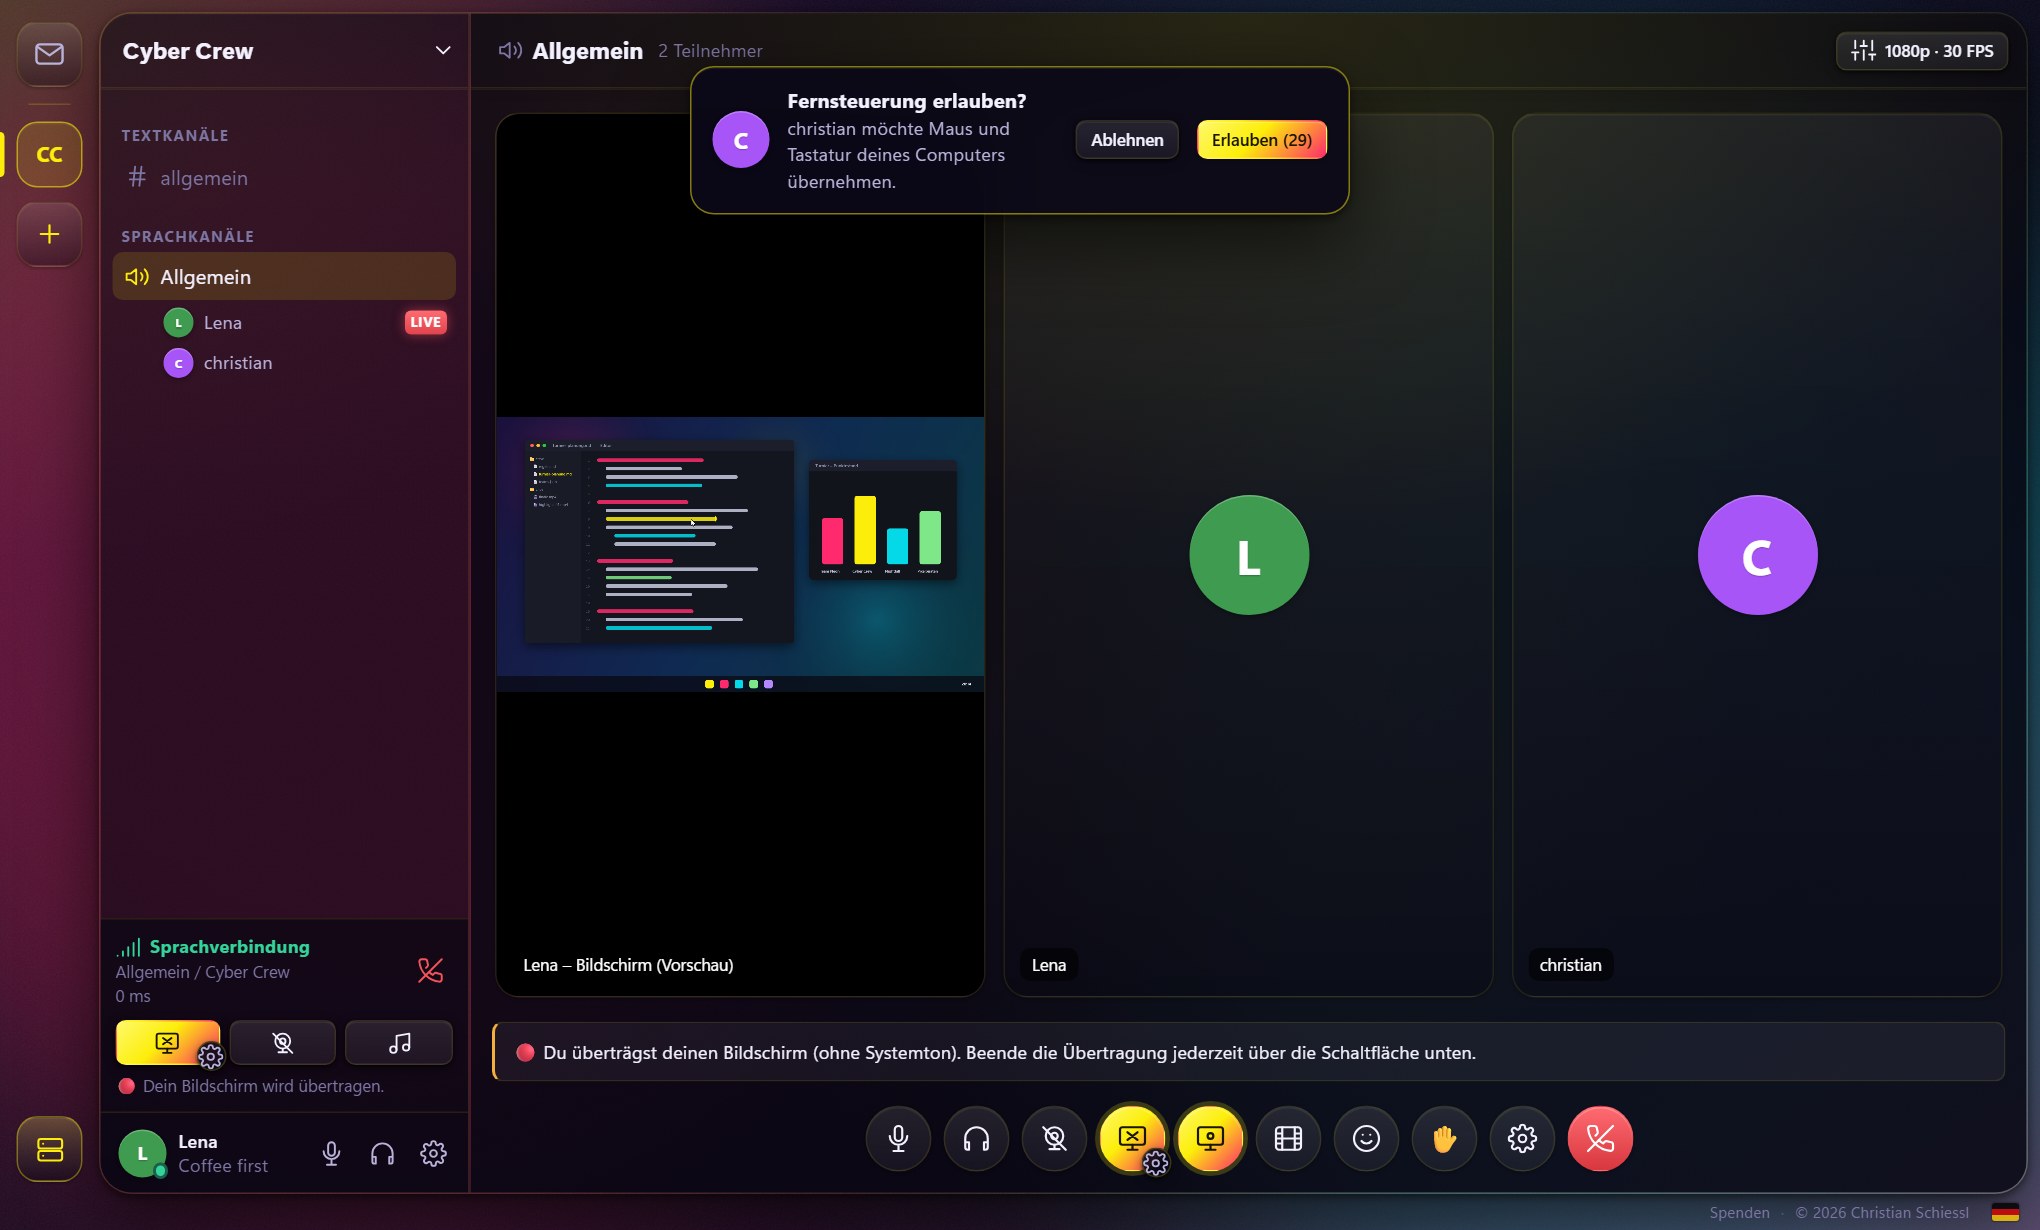 Cyber Crew
CC
TEXTKANÄLE
# allgemein
SPRACHKANÄLE
Allgemein
L Lena LIVE
C christian
Sprachverbindung
Allgemein / Cyber Crew
0 ms
Dein Bildschirm wird übertragen.
L Lena
Coffee first
Allgemein 2 Teilnehmer
1080p · 30 FPS
C
Fernsteuerung erlauben?
christian möchte Maus und
Tastatur deines Computers
übernehmen.
Ablehnen
Erlauben (29)
L
C
Lena – Bildschirm (Vorschau)
Lena
christian
Du überträgst deinen Bildschirm (ohne Systemton). Beende die Übertragung jederzeit über die Schaltfläche unten.
Spenden · © 2026 Christian Schiessl